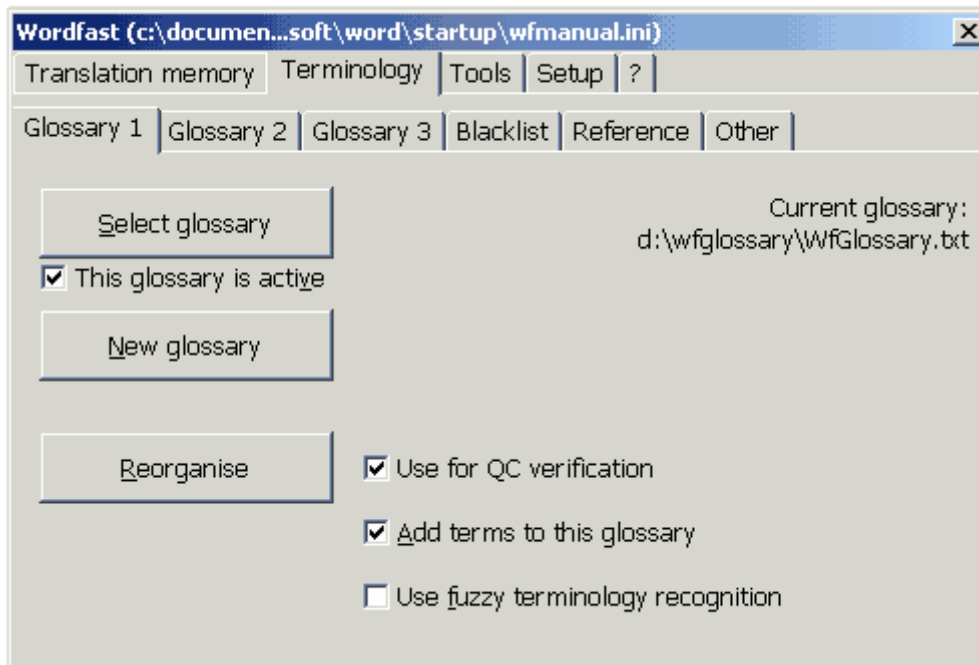 Wordfast (c:\documen...soft\word\startup\wfmanual.ini)
Translation memory Terminology Tools Setup ?
Glossary 1 Glossary 2 Glossary 3 Blacklist Reference Other
Select glossary
Current glossary:
d:\wfglossary\WfGlossary.txt
This glossary is active
New glossary
Reorganise
Use for QC verification
Add terms to this glossary
Use fuzzy terminology recognition